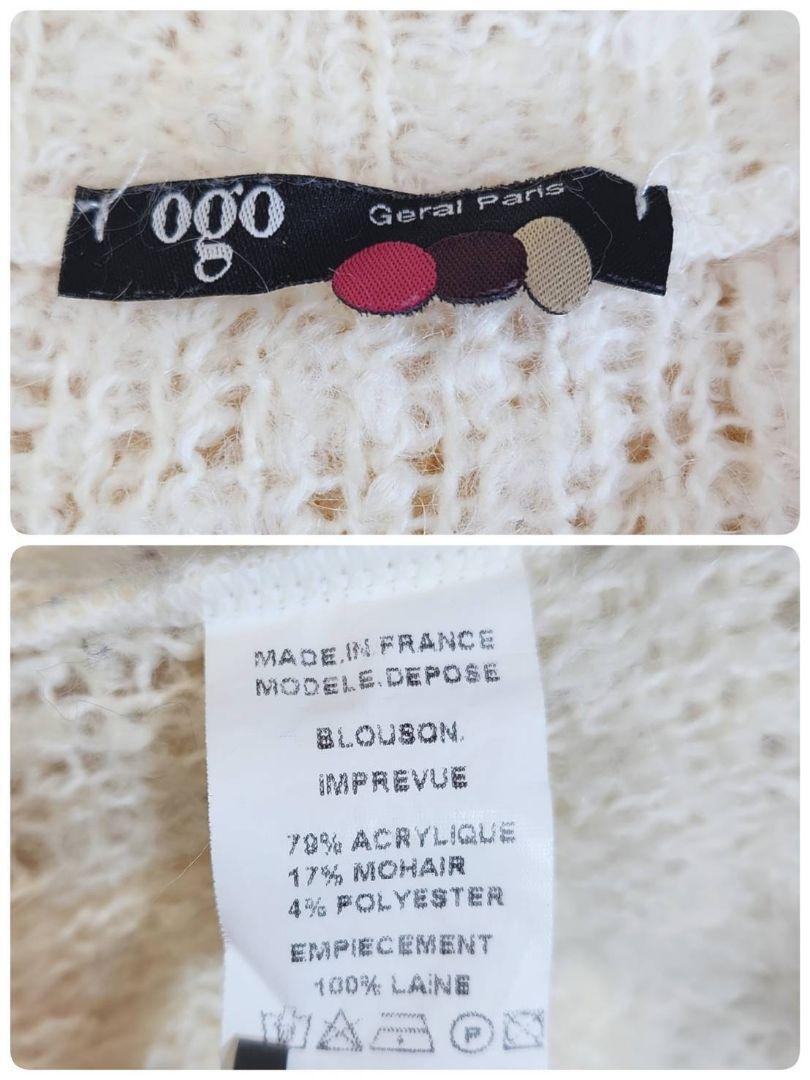 ogo
Geral Paris
MADE.IN FRANCE
MODELE.DEPOSE
BLOUSON.
IMPREVUE
79% ACRYLIQUE
17% MOHAIR
4% POLYESTER
EMPIECEMENT
100% LAINE
P